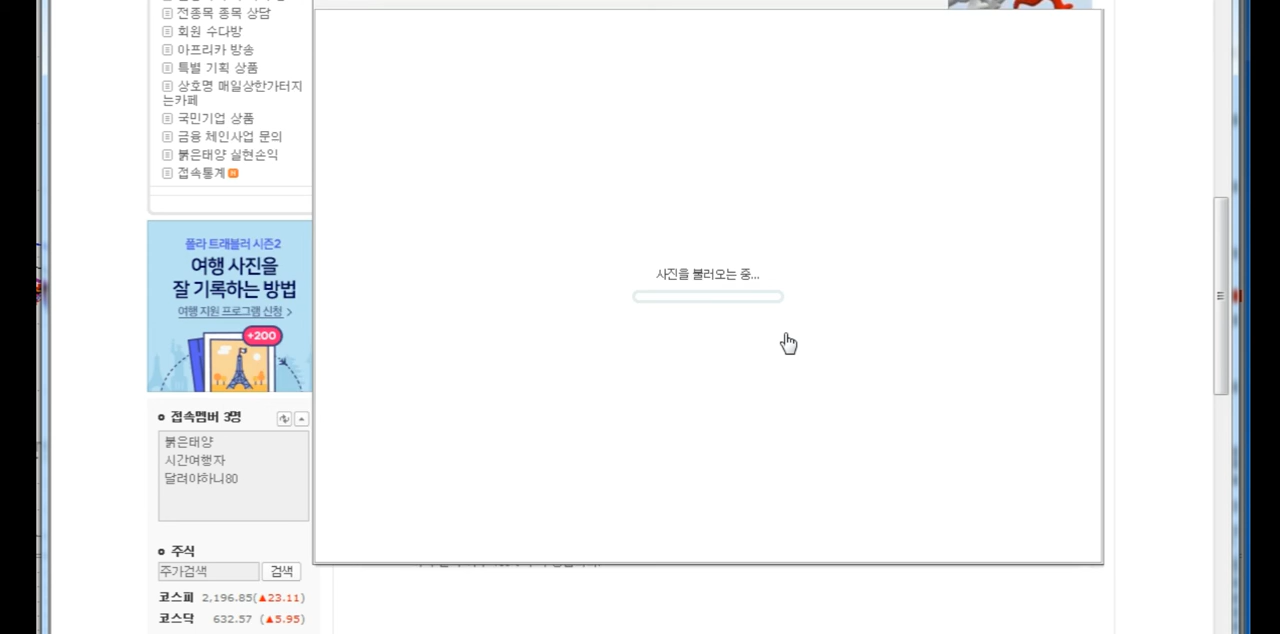 전종목 종목 상담
회원 수다방
아프리카 방송
특별 기획 상품
상호명 매일상한가터지
는카페
국민기업 상품
금융 체인사업 문의
붉은태양 실현손익
접속통계
폴라 트래블러 시즌2
여행 사진을
잘 기록하는 방법
여행 지원 프로그램 신청 >
+200
접속멤버 3명
붉은태양
시간여행자
달려야하니80
주식
주가검색 검색
코스피 2,196.85(▲23.11)
코스닥 632.57 (▲5.95)
사진을 불러오는 중...